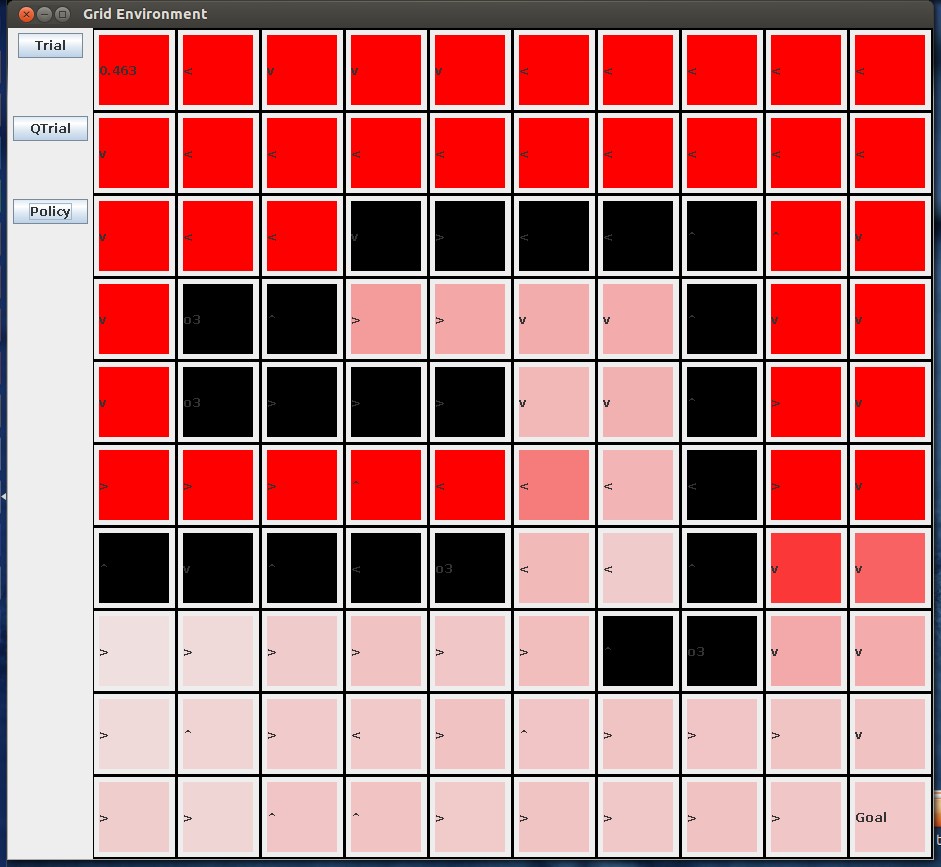 Grid Environment
Trial
0.463 < v v v < < < < <
QTrial
v < < < < < < < < <
Policy
v < < v > < < ^ ^ v
v o3 ^ > > v v ^ v v
v o3 > > > v v ^ > v
> > > ^ < < < < > v
^ v ^ < o3 < < ^ v v
> > > > > > ^ o3 v v
> ^ > < > ^ > > > v
> > ^ ^ > > > > > Goal